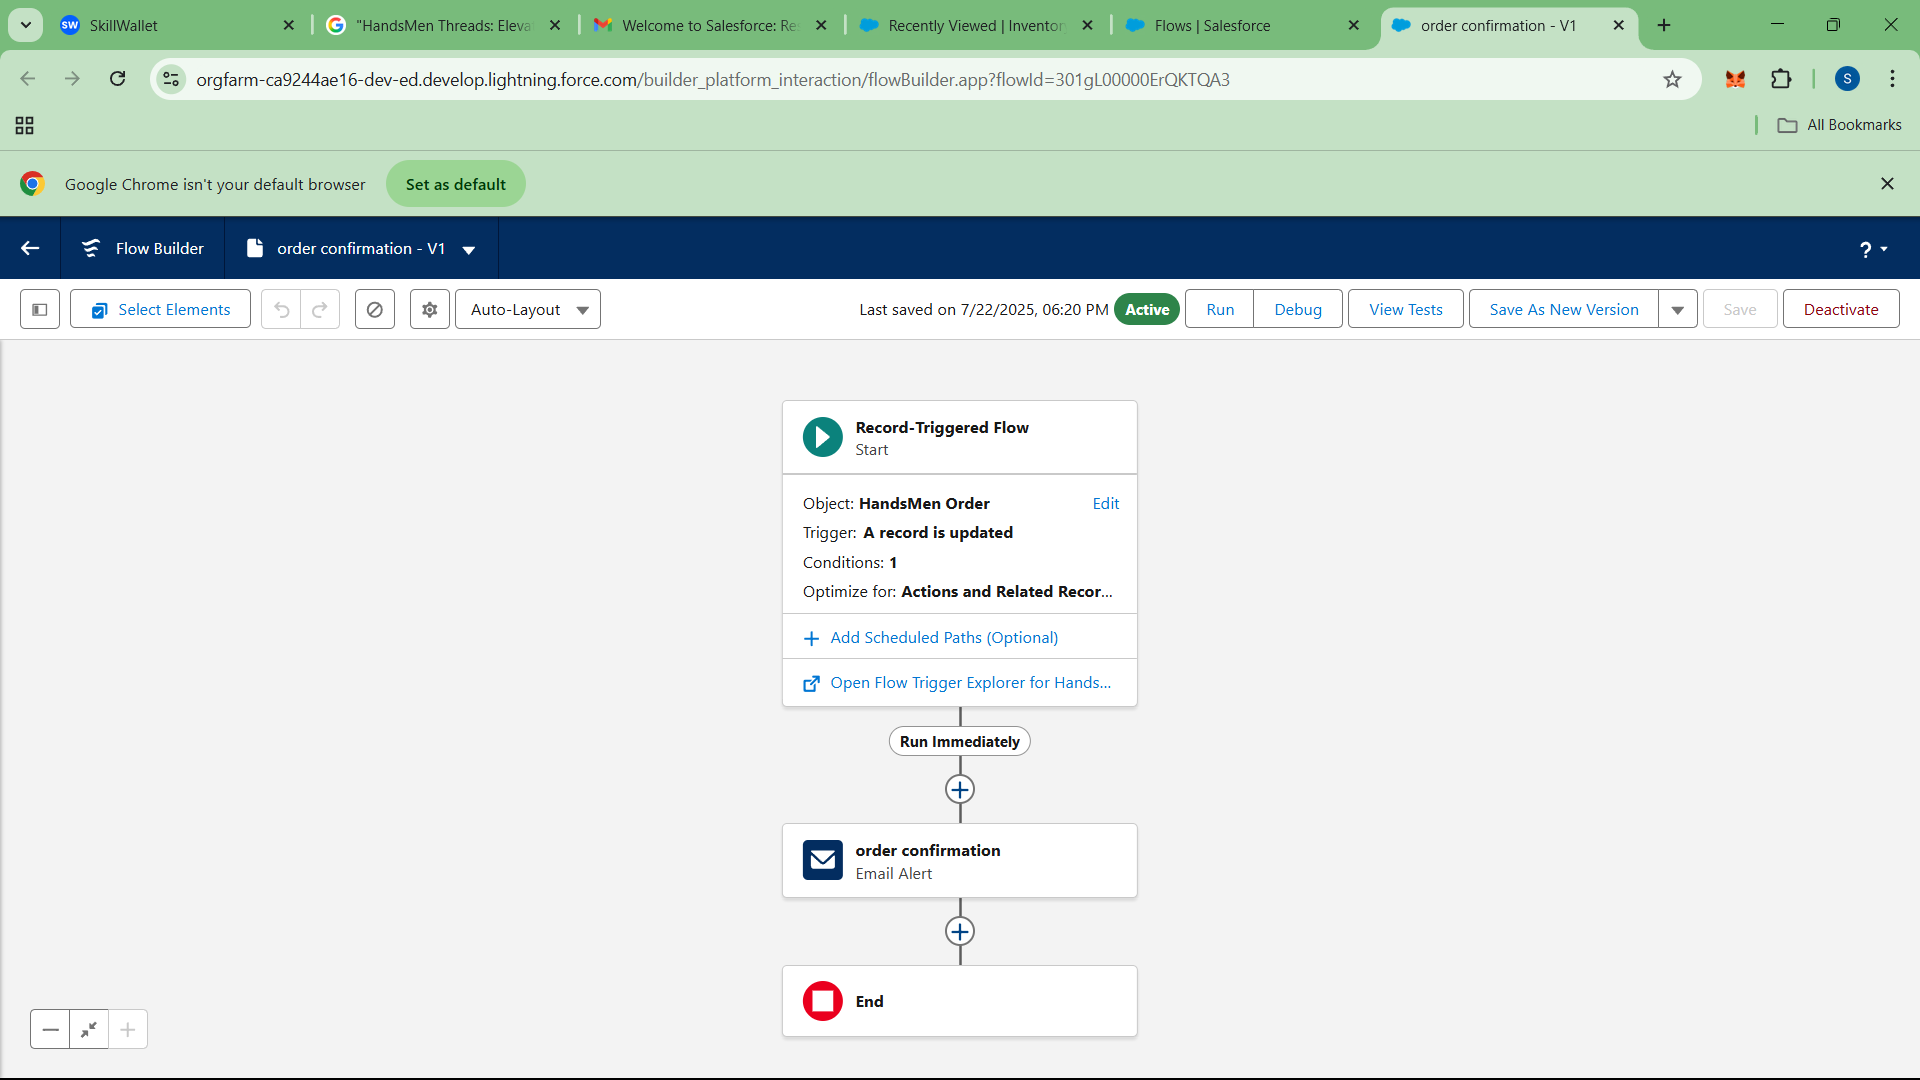 SW SkillWallet
"HandsMen Threads: Eleva
Welcome to Salesforce: Re
Recently Viewed | Inventor
Flows | Salesforce
order confirmation - V1
orgfarm-ca9244ae16-dev-ed.develop.lightning.force.com/builder_platform_interaction/flowBuilder.app?flowId=301gL00000ErQKTQA3
S
All Bookmarks
Google Chrome isn't your default browser
Set as default
Flow Builder
order confirmation - V1
?
Select Elements
Auto-Layout
Last saved on 7/22/2025, 06:20 PM
Active
Run
Debug
View Tests
Save As New Version
Save
Deactivate
Record-Triggered Flow
Start
Object: HandsMen Order
Edit
Trigger: A record is updated
Conditions: 1
Optimize for: Actions and Related Recor...
Add Scheduled Paths (Optional)
Open Flow Trigger Explorer for Hands...
Run Immediately
order confirmation
Email Alert
End